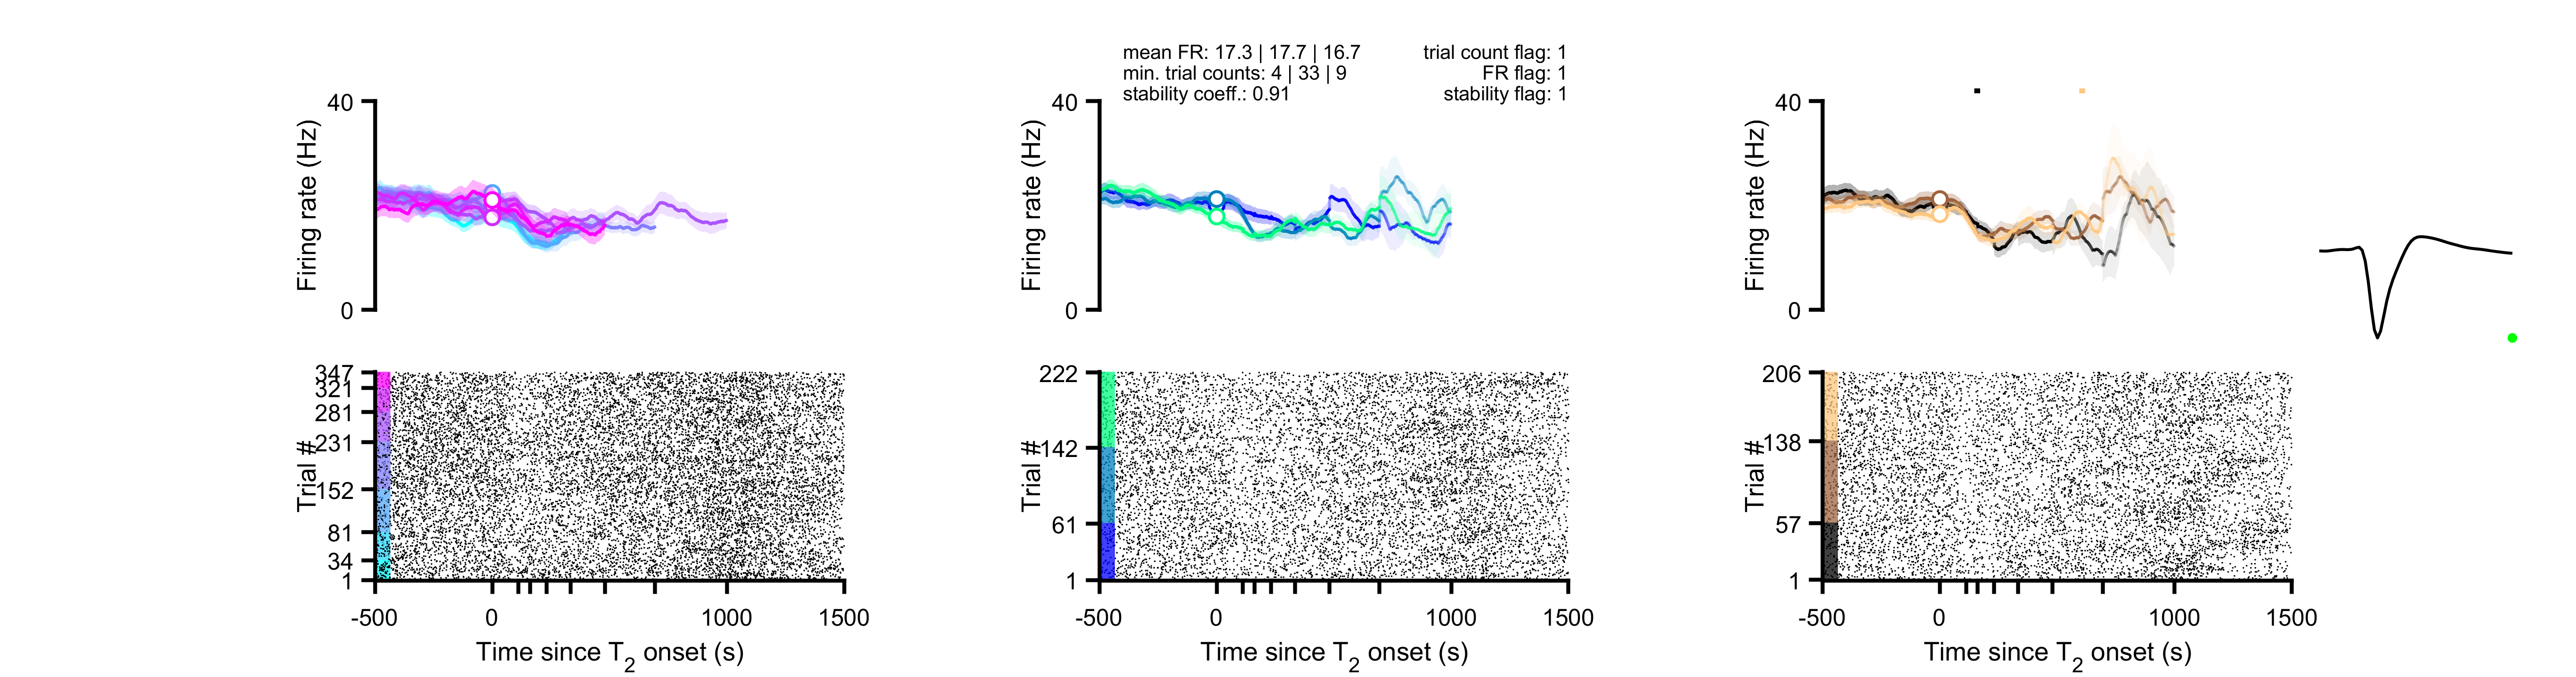 mean FR: 17.3 | 17.7 | 16.7
min. trial counts: 4 | 33 | 9
stability coeff.: 0.91
trial count flag: 1
FR flag: 1
stability flag: 1
40
Firing rate (Hz)
0
347
321
281
231
152
81
34
1
Trial #
-500 0 1000 1500
Time since T2 onset (s)
40
Firing rate (Hz)
0
222
142
61
1
Trial #
-500 0 1000 1500
Time since T2 onset (s)
40
Firing rate (Hz)
0
206
138
57
1
Trial #
-500 0 1000 1500
Time since T2 onset (s)